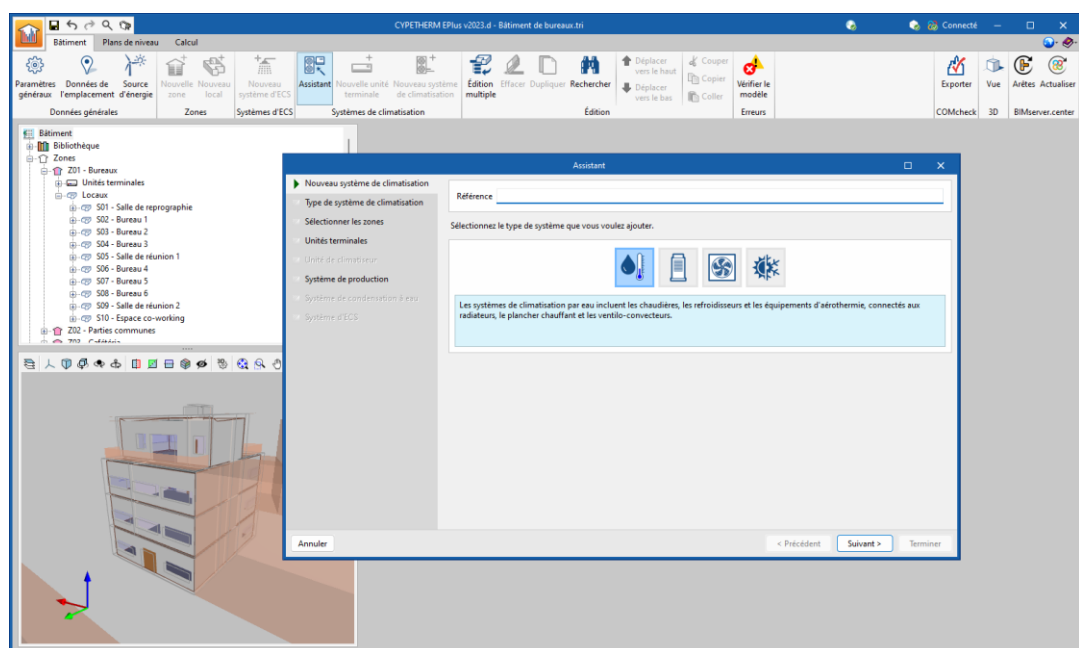 CYPETHERM EPlus v2023.d - Bâtiment de bureaux.tri
Connecté
Bâtiment Plans de niveau Calcul
Paramètres généraux
Données de l'emplacement
Source d'énergie
Nouvelle zone
Nouveau local
Nouveau système d'ECS
Assistant
Nouvelle unité terminale
Nouveau système de climatisation
Édition multiple
Effacer
Dupliquer
Rechercher
Déplacer vers le haut
Déplacer vers le bas
Couper
Copier
Coller
Vérifier le modèle
Exporter
Vue
Arêtes
Actualiser
Données générales
Zones
Systèmes d'ECS
Systèmes de climatisation
Édition
Erreurs
COMcheck
3D
BIMserver.center
Bâtiment
Bibliothèque
Zones
Z01 - Bureaux
Unités terminales
Locaux
S01 - Salle de reprographie
S02 - Bureau 1
S03 - Bureau 2
S04 - Bureau 3
S05 - Salle de réunion 1
S06 - Bureau 4
S07 - Bureau 5
S08 - Bureau 6
S09 - Salle de réunion 2
S10 - Espace co-working
Z02 - Parties communes
Z03 - Cafétéria
Assistant
Nouveau système de climatisation
Type de système de climatisation
Sélectionner les zones
Unités terminales
Unité de climatiseur
Système de production
Système de condensation à eau
Système d'ECS
Référence
Sélectionnez le type de système que vous voulez ajouter.
Les systèmes de climatisation par eau incluent les chaudières, les refroidisseurs et les équipements d'aérothermie, connectés aux
radiateurs, le plancher chauffant et les ventilo-convecteurs.
Annuler
< Précédent
Suivant >
Terminer